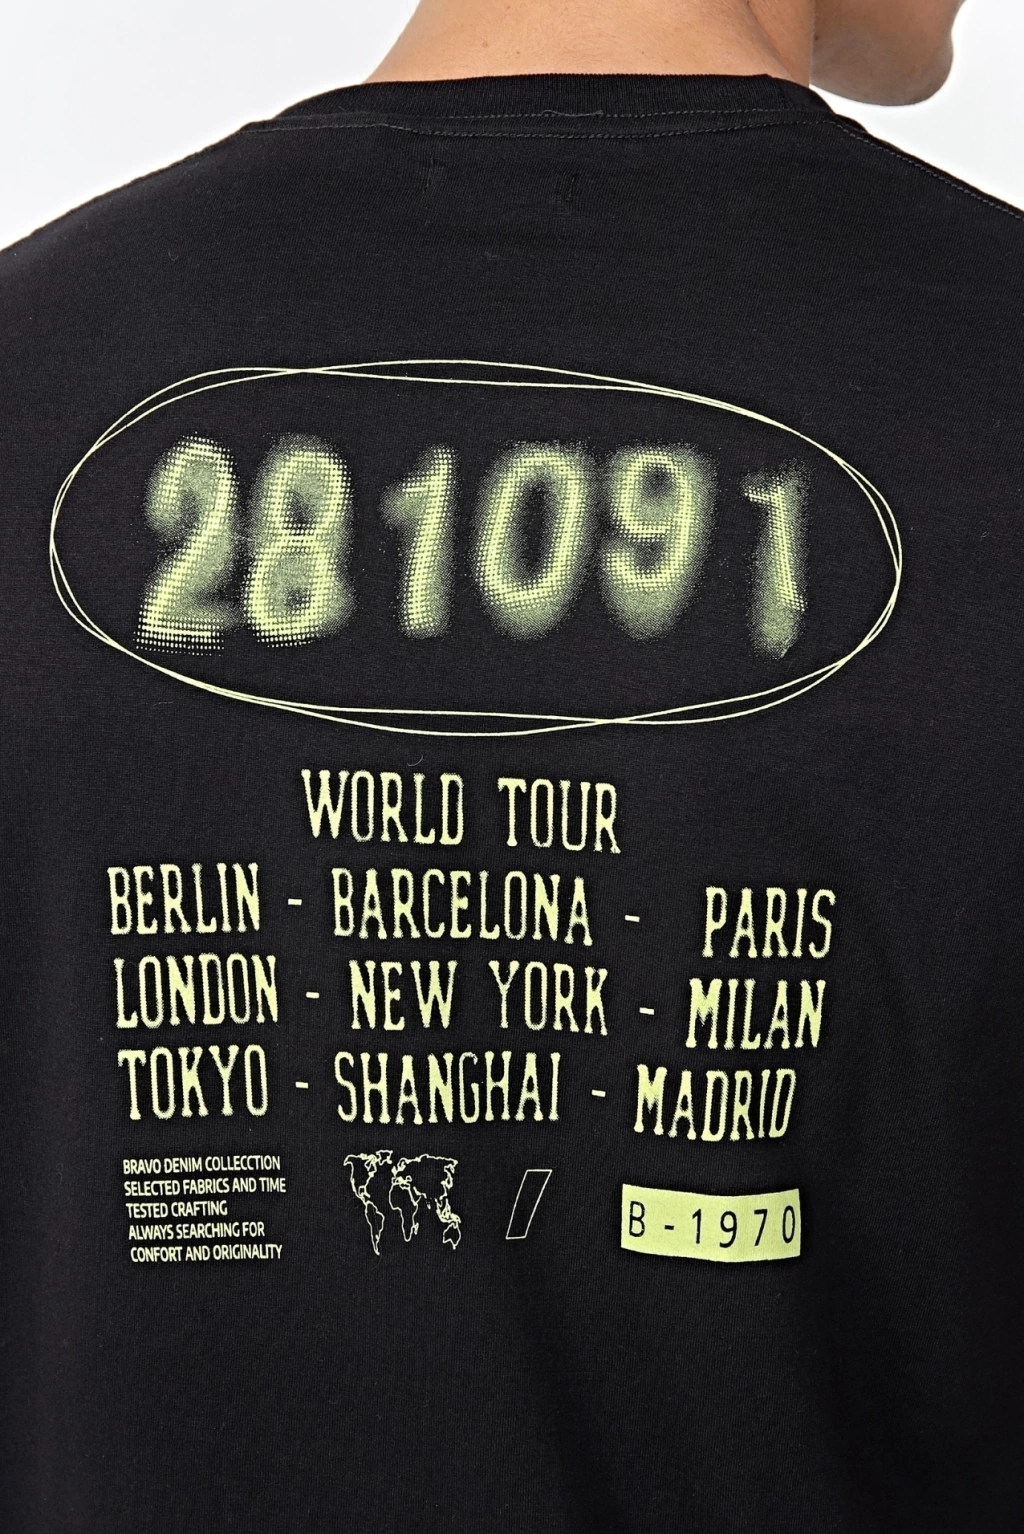 281091
WORLD TOUR
BERLIN - BARCELONA - PARIS
LONDON - NEW YORK - MILAN
TOKYO - SHANGHAI - MADRID
BRAVO DENIM COLLECCTION
SELECTED FABRICS AND TIME
TESTED CRAFTING
ALWAYS SEARCHING FOR
CONFORT AND ORIGINALITY
B - 1970